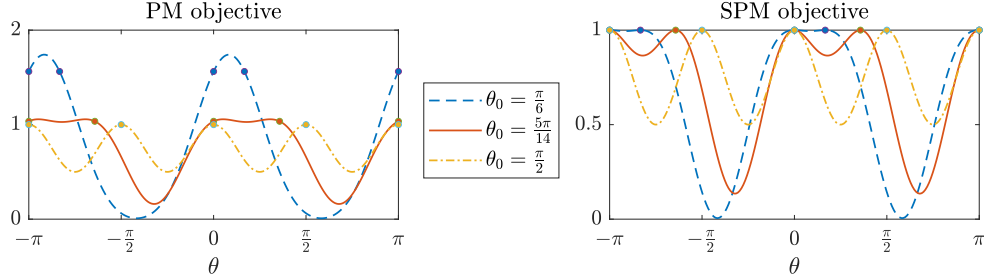 PM objective
2
1
0
−π
−π/2
0
π/2
π
θ
θ₀ = π/6
θ₀ = 5π/14
θ₀ = π/2
SPM objective
1
0.5
0
−π
−π/2
0
π/2
π
θ